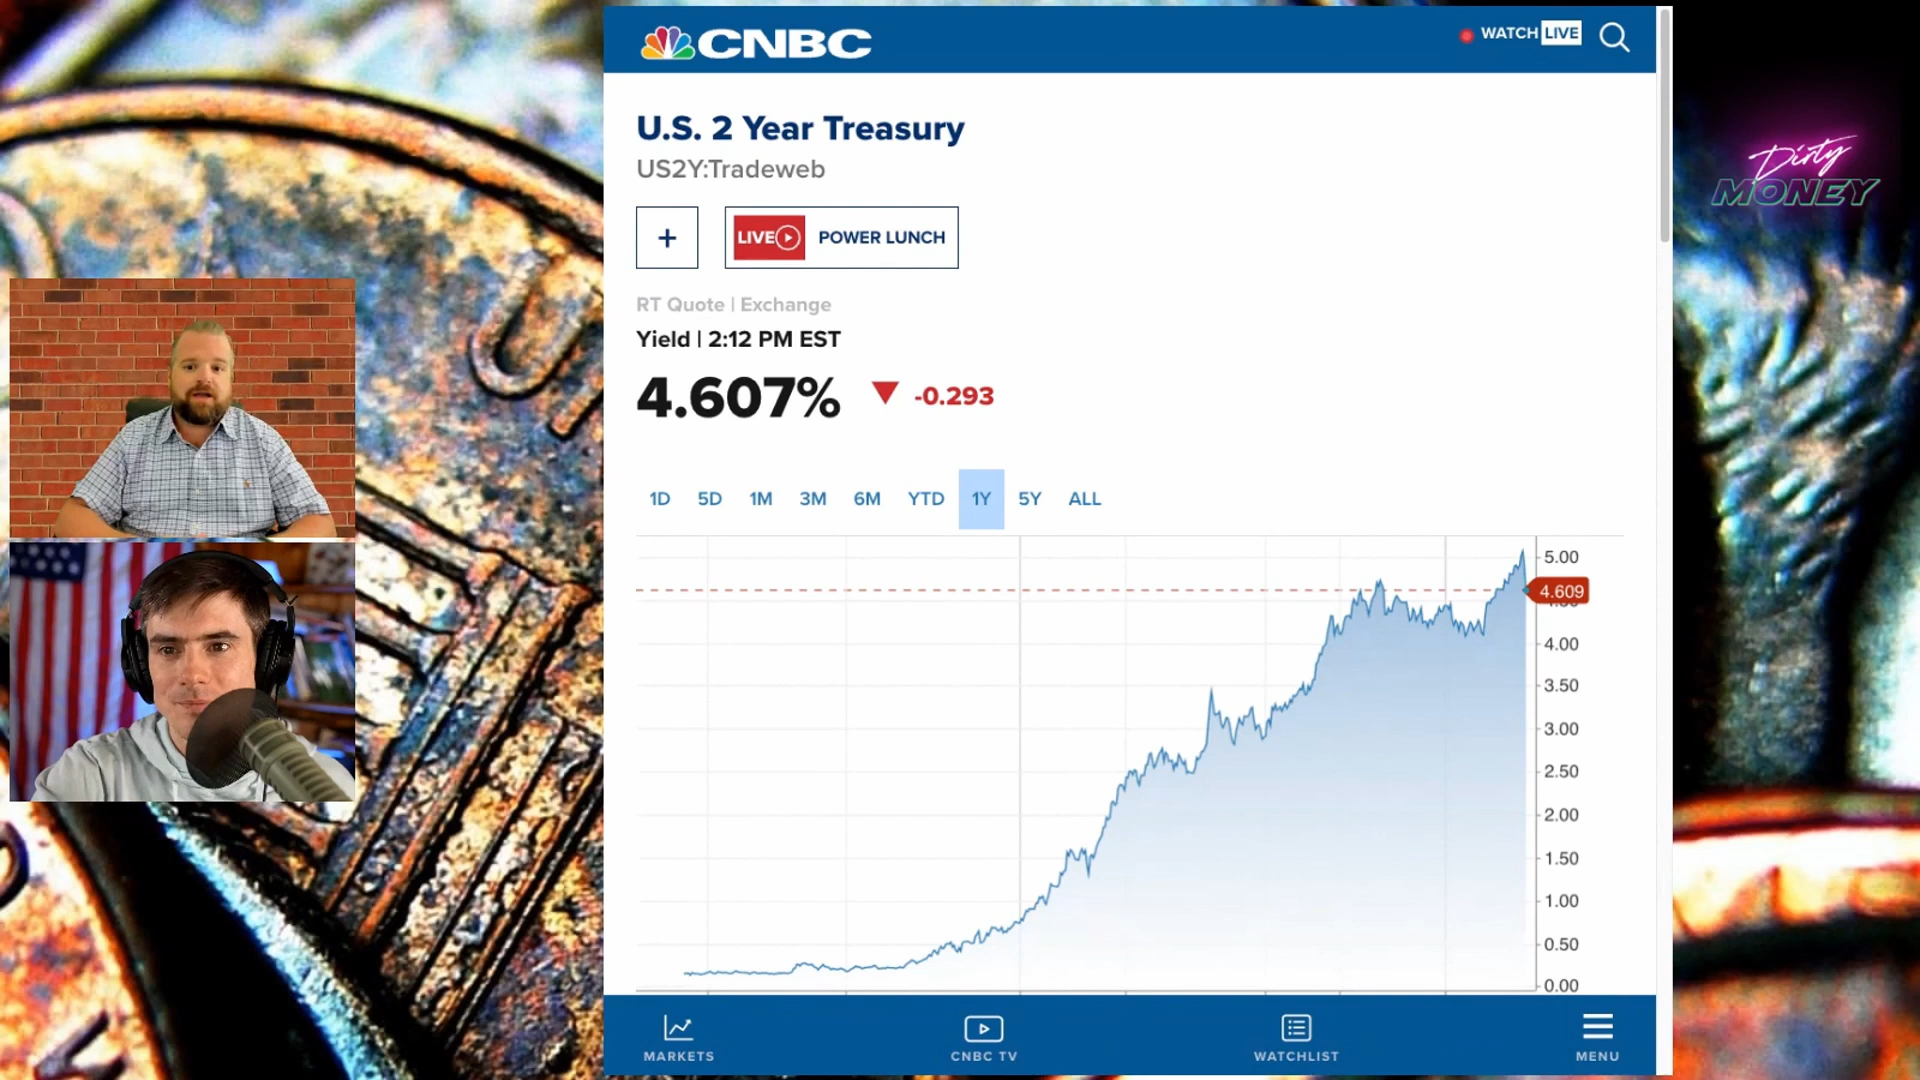 CNBC
WATCH LIVE
U.S. 2 Year Treasury
US2Y:Tradeweb
+
LIVE POWER LUNCH
RT Quote | Exchange
Yield | 2:12 PM EST
4.607% ▼ -0.293
1D 5D 1M 3M 6M YTD 1Y 5Y ALL
5.00
4.609
4.00
3.50
3.00
2.50
2.00
1.50
1.00
0.50
0.00
MARKETS CNBC TV WATCHLIST MENU
Dirty
MONEY